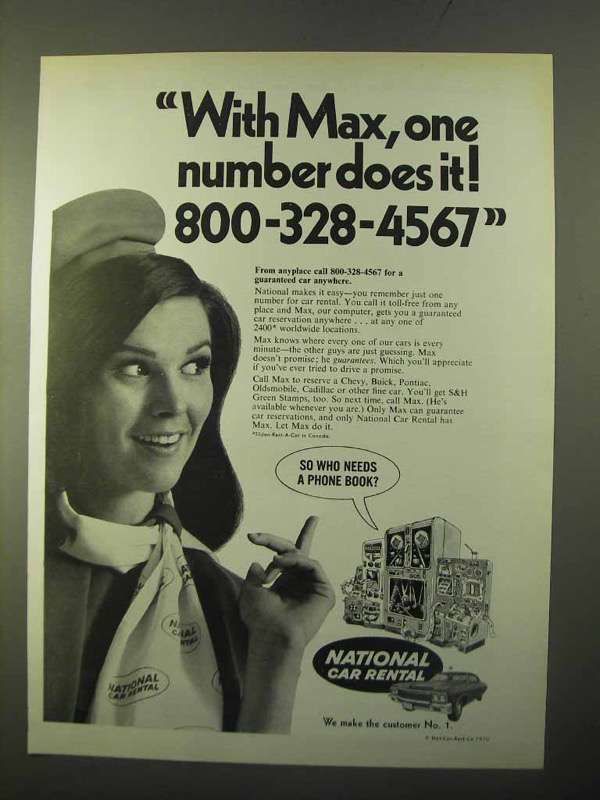 “With Max, one
number does it!
800-328-4567”
From anyplace call 800-328-4567 for a
guaranteed car anywhere.
National makes it easy—you remember just one
number for car rental. You call it toll-free from any
place and Max, our computer, gets you a guaranteed
car reservation anywhere . . . at any one of
2400* worldwide locations.
Max knows where every one of our cars is every
minute—the other guys are just guessing. Max
doesn't promise; he guarantees. Which you'll appreciate
if you've ever tried to drive a promise.
Call Max to reserve a Chevy, Buick, Pontiac,
Oldsmobile, Cadillac or other fine car. You'll get S&H
Green Stamps, too. So next time, call Max. (He's
available whenever you are.) Only Max can guarantee
car reservations, and only National Car Rental has
Max. Let Max do it.
*Tilden-Rent-A-Car in Canada.
SO WHO NEEDS
A PHONE BOOK?
NATIONAL
CAR RENTAL
NATIONAL
CAR RENTAL
We make the customer No. 1.